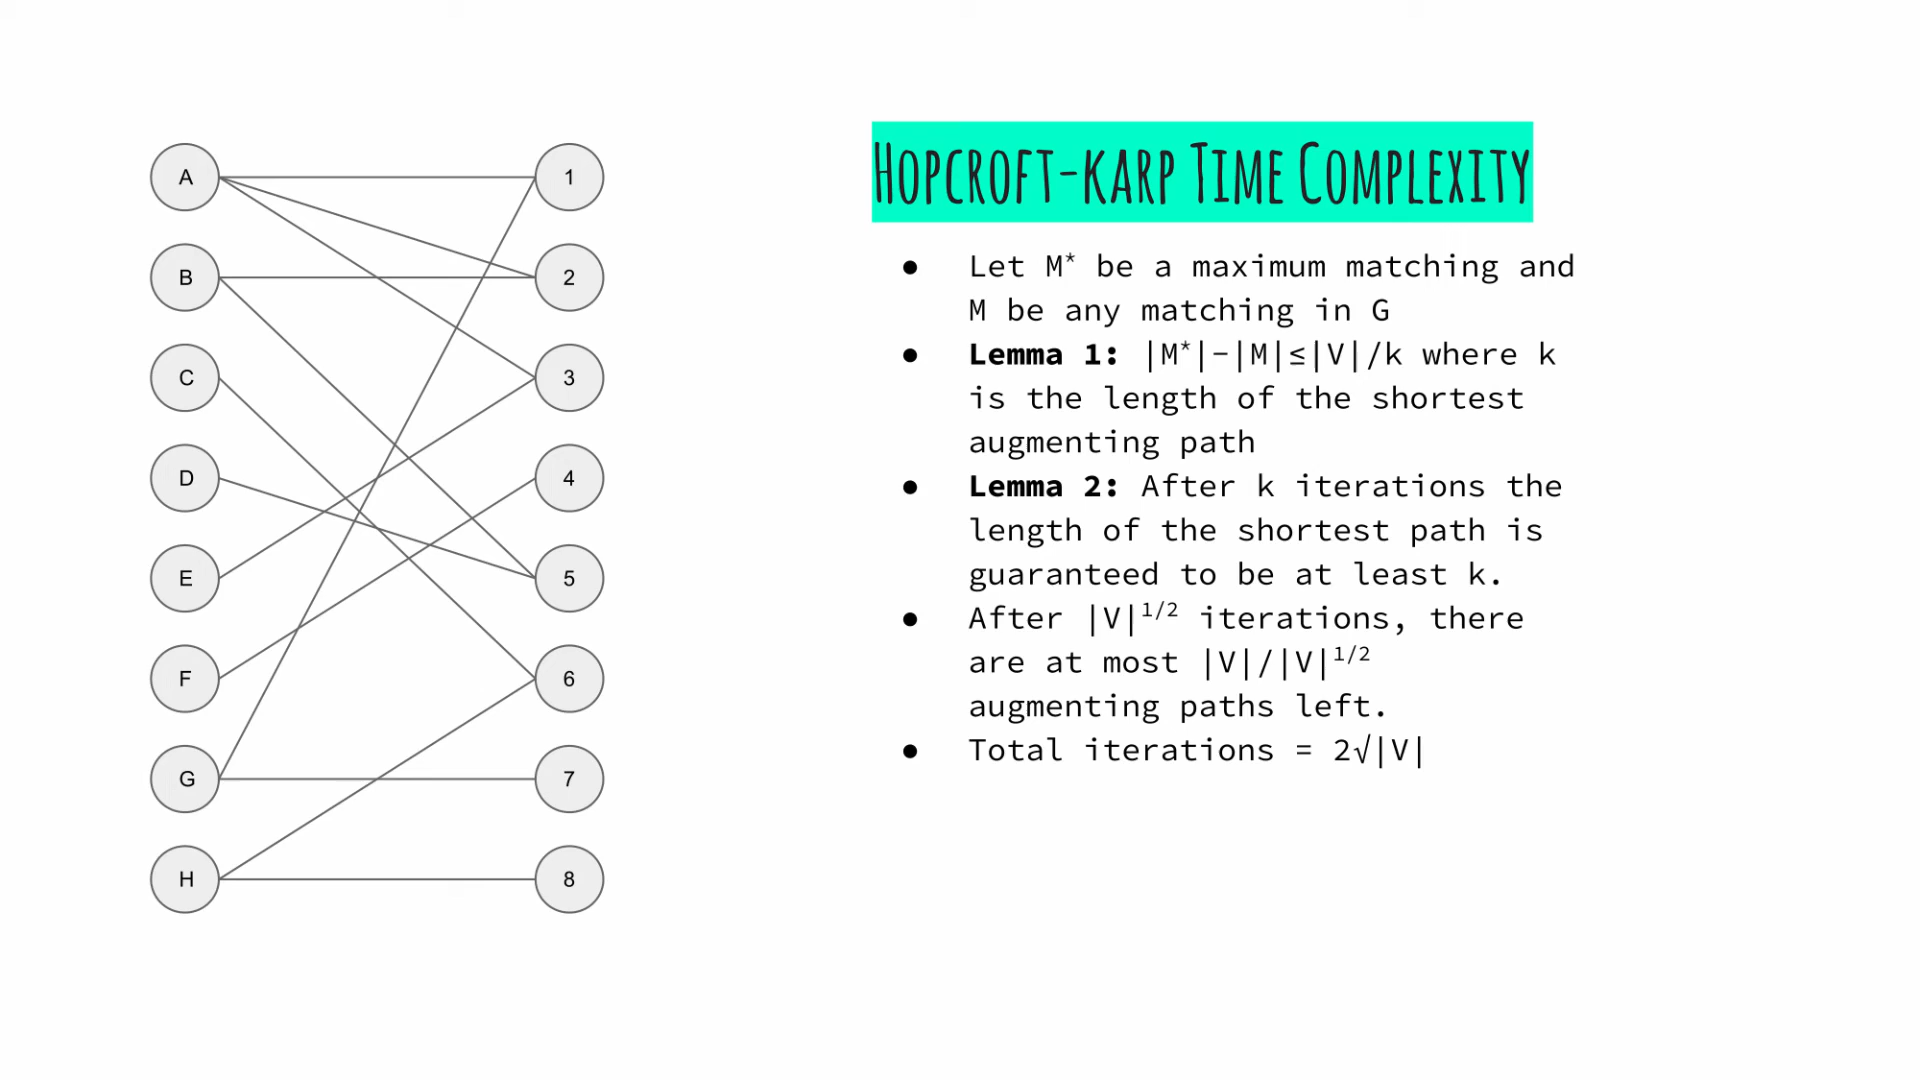 A
1
B
2
C
3
D
4
E
5
F
6
G
7
H
8
Hopcroft-karp Time Complexity
● Let M* be a maximum matching and
M be any matching in G
● Lemma 1: |M*|−|M|≤|V|/k where k
is the length of the shortest
augmenting path
● Lemma 2: After k iterations the
length of the shortest path is
guaranteed to be at least k.
● After |V|^1/2 iterations, there
are at most |V|/|V|^1/2
augmenting paths left.
● Total iterations = 2√|V|